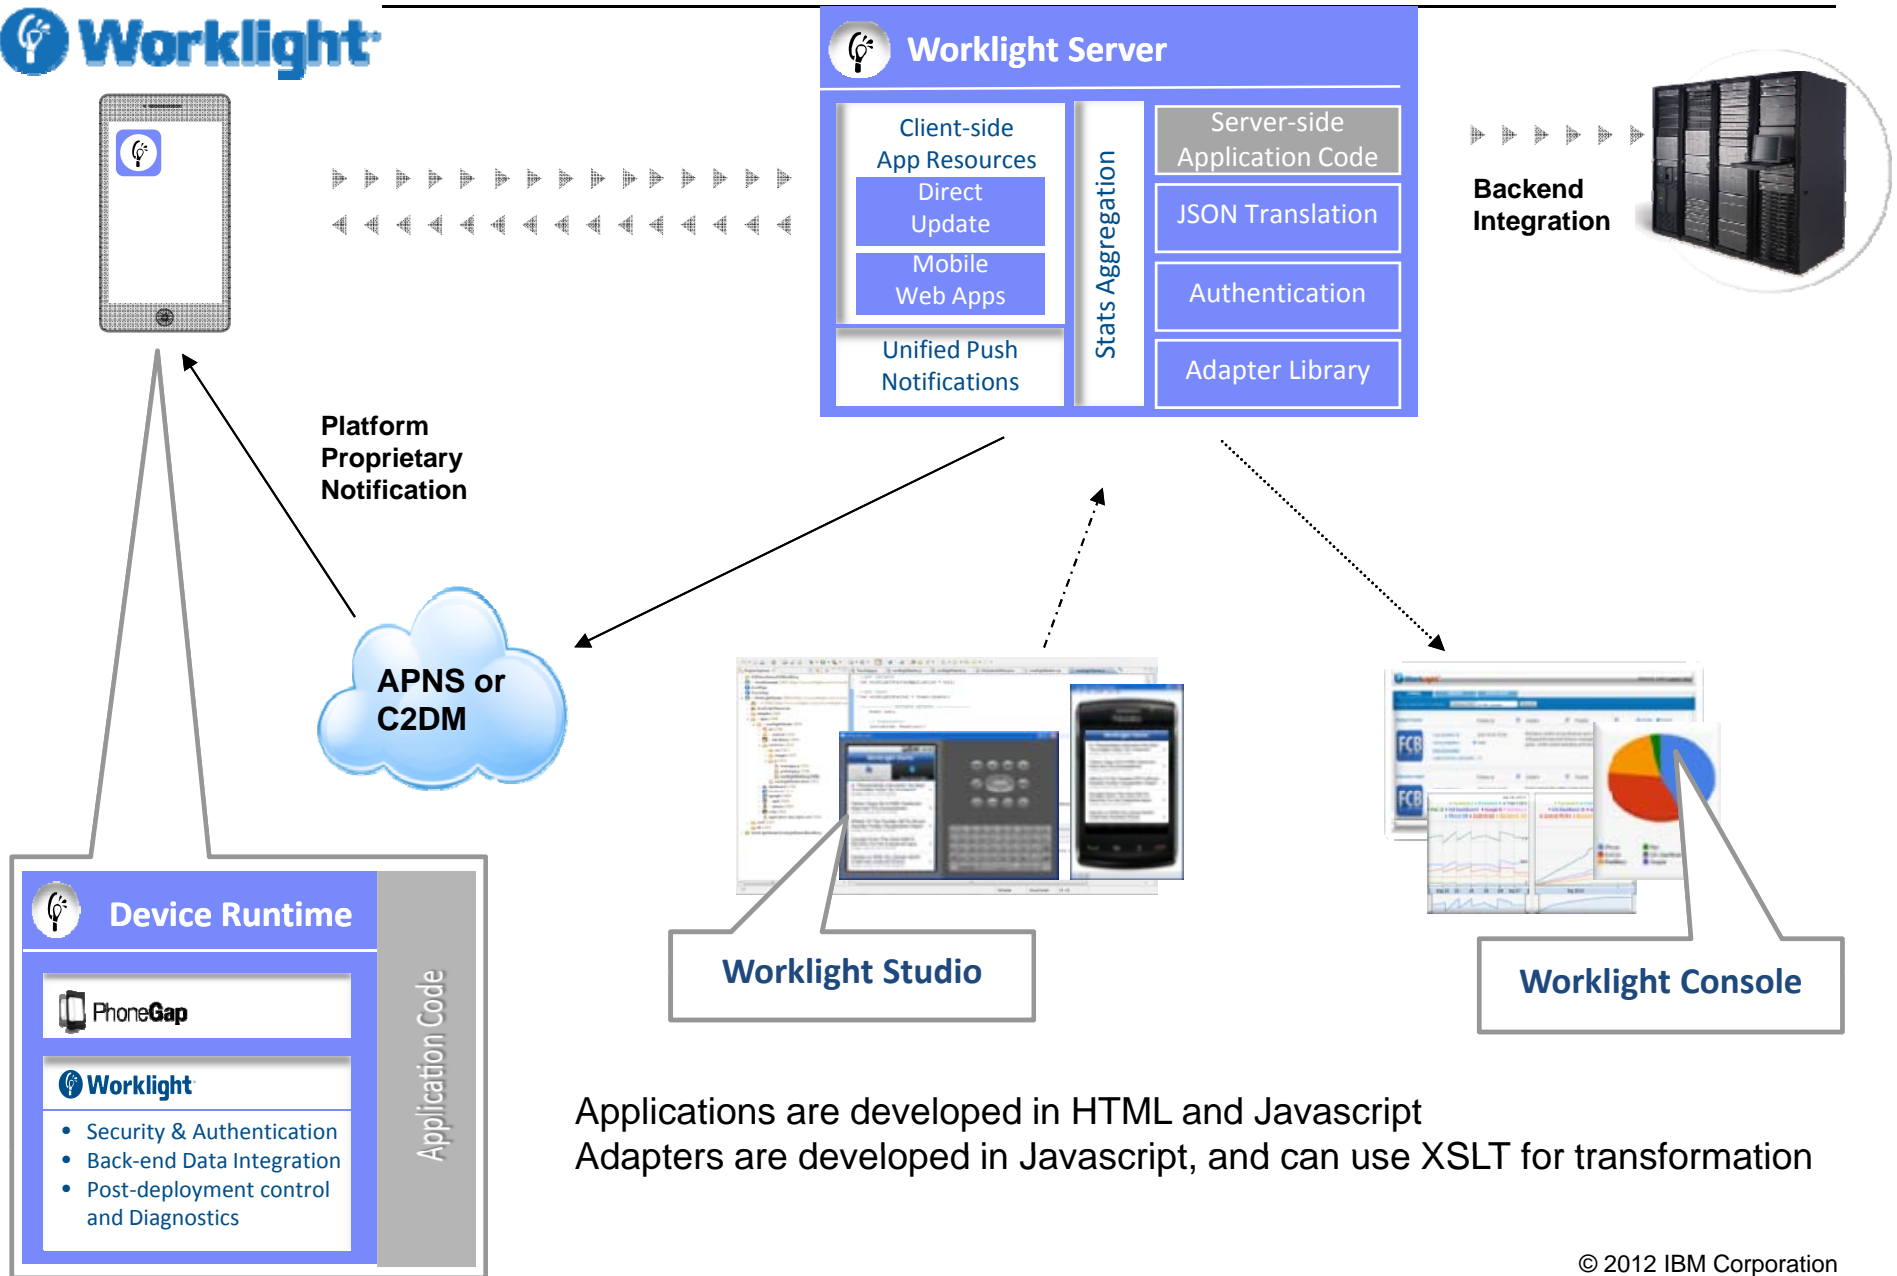 Worklight
Worklight Server
Client-side
App Resources
Direct
Update
Mobile
Web Apps
Unified Push
Notifications
Stats Aggregation
Server-side
Application Code
JSON Translation
Authentication
Adapter Library
Backend
Integration
Platform
Proprietary
Notification
APNS or
C2DM
FCB
FCB
Worklight Studio
Worklight Console
Device Runtime
PhoneGap
Worklight
• Security & Authentication
• Back-end Data Integration
• Post-deployment control
and Diagnostics
Application Code
Applications are developed in HTML and Javascript
Adapters are developed in Javascript, and can use XSLT for transformation
© 2012 IBM Corporation